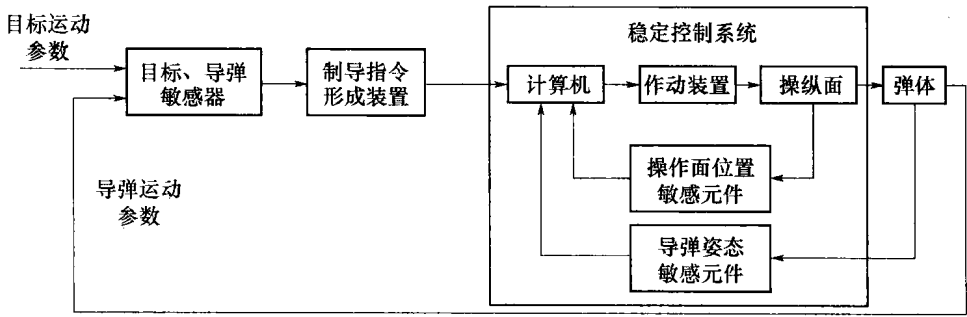 目标运动
参数
稳定控制系统
目标、导弹
敏感器
制导指令
形成装置
计算机
作动装置
操纵面
弹体
操作面位置
敏感元件
导弹运动
参数
导弹姿态
敏感元件